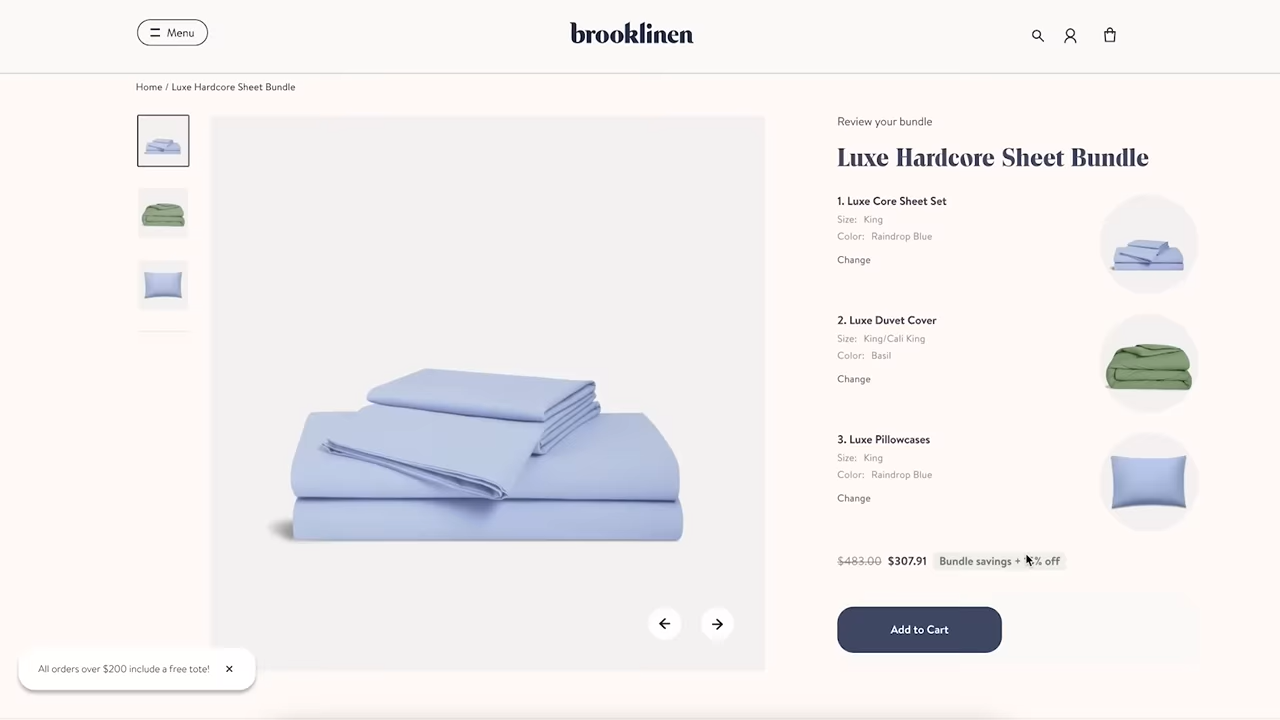 Menu
brooklinen
Home / Luxe Hardcore Sheet Bundle
Review your bundle
Luxe Hardcore Sheet Bundle
1. Luxe Core Sheet Set
Size: King
Color: Raindrop Blue
Change
2. Luxe Duvet Cover
Size: King/Cali King
Color: Basil
Change
3. Luxe Pillowcases
Size: King
Color: Raindrop Blue
Change
$483.00 $307.91 Bundle savings + % off
Add to Cart
All orders over $200 include a free tote!